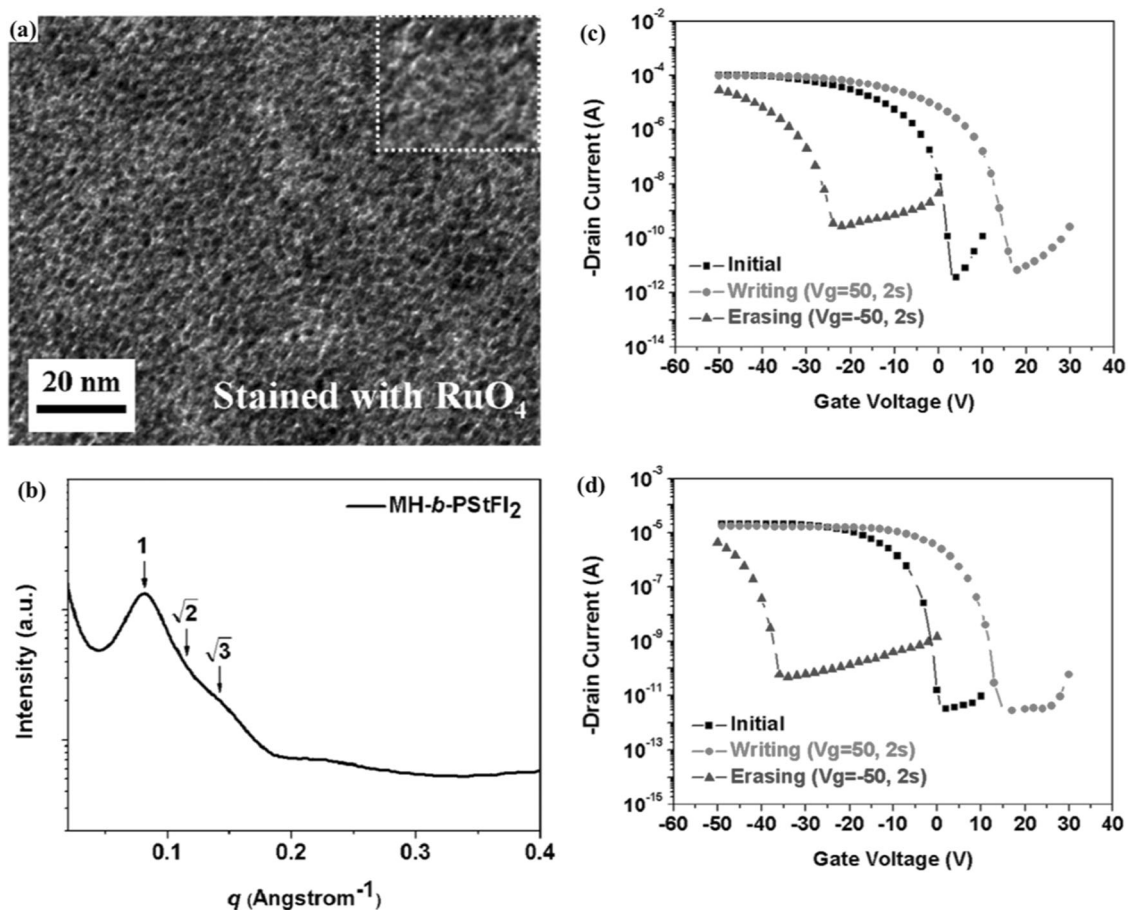 (a)
20 nm
Stained with RuO₄
(b)
MH-b-PStFl₂
1
√2
√3
Intensity (a.u.)
0.1 0.2 0.3 0.4
q (Angstrom⁻¹)
(c)
10⁻²
10⁻⁴
10⁻⁶
10⁻⁸
10⁻¹⁰
10⁻¹²
10⁻¹⁴
-Drain Current (A)
Initial
Writing (Vg=50, 2s)
Erasing (Vg=-50, 2s)
-60 -50 -40 -30 -20 -10 0 10 20 30 40
Gate Voltage (V)
(d)
10⁻³
10⁻⁵
10⁻⁷
10⁻⁹
10⁻¹¹
10⁻¹³
10⁻¹⁵
-Drain Current (A)
Initial
Writing (Vg=50, 2s)
Erasing (Vg=-50, 2s)
-60 -50 -40 -30 -20 -10 0 10 20 30 40
Gate Voltage (V)